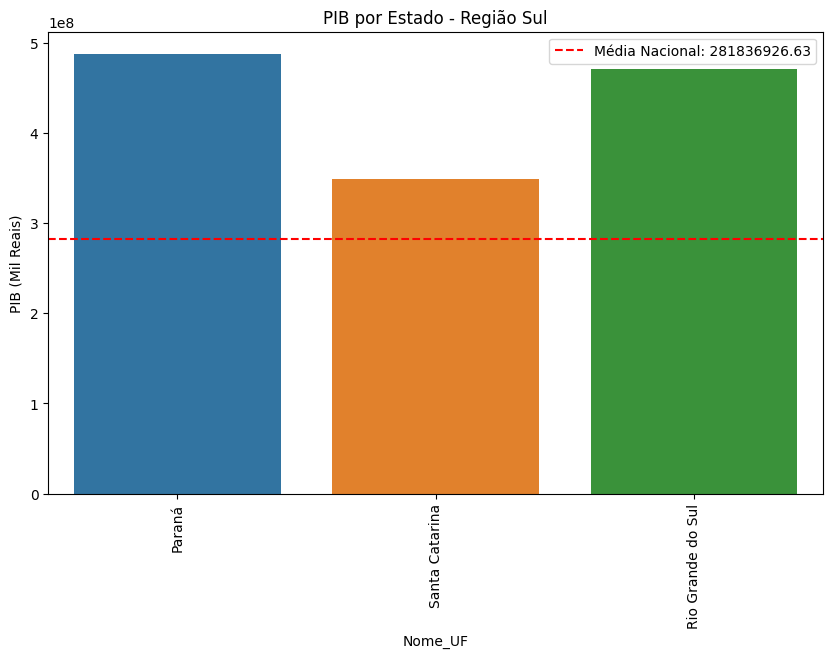 PIB por Estado - Região Sul
1e8
Média Nacional: 281836926.63
5
4
3
2
1
0
PIB (Mil Reais)
Paraná
Santa Catarina
Rio Grande do Sul
Nome_UF